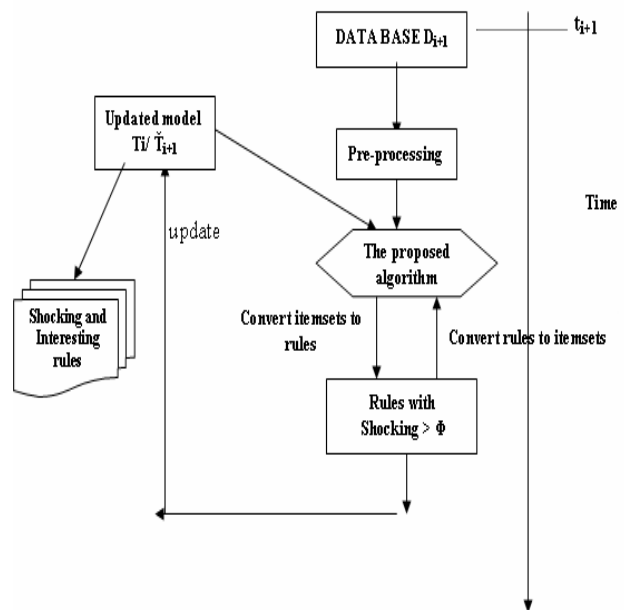 DATA BASE Di+1
ti+1
Updated model
Ti/ Ťi+1
Pre-processing
Time
update
The proposed
algorithm
Shocking and
Interesting
rules
Convert itemsets to
rules
Convert rules to itemsets
Rules with
Shocking > Φ